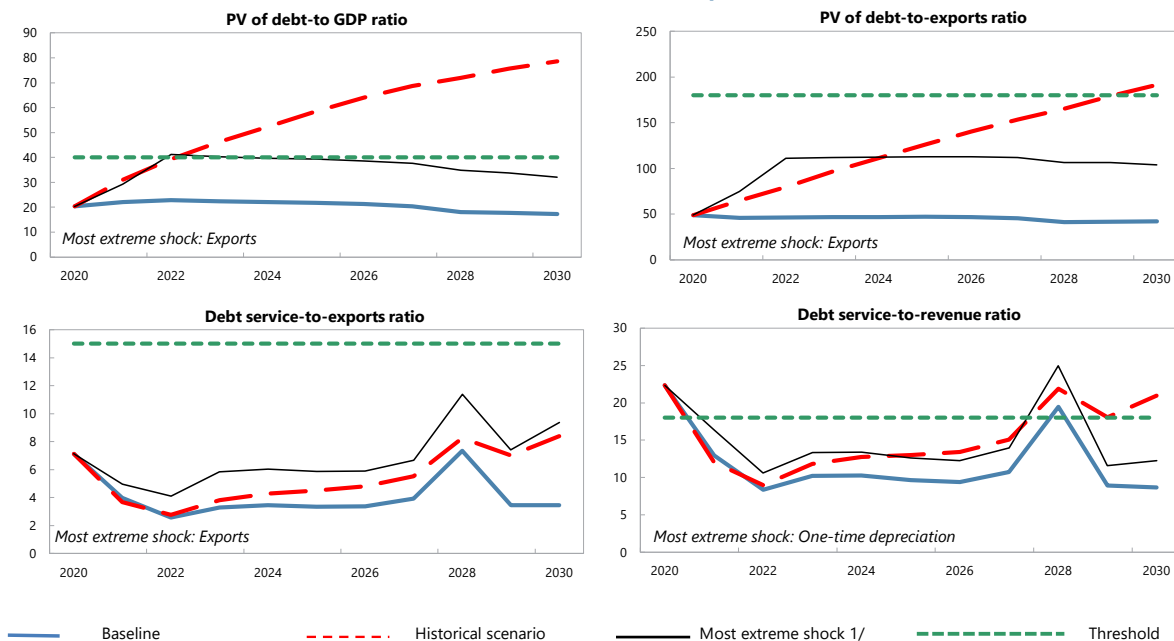 PV of debt-to GDP ratio
90
80
70
60
50
40
30
20
10
0
Most extreme shock: Exports
2020 2022 2024 2026 2028 2030
PV of debt-to-exports ratio
250
200
150
100
50
0
Most extreme shock: Exports
2020 2022 2024 2026 2028 2030
Debt service-to-exports ratio
16
14
12
10
8
6
4
2
0
Most extreme shock: Exports
2020 2022 2024 2026 2028 2030
Debt service-to-revenue ratio
30
25
20
15
10
5
0
Most extreme shock: One-time depreciation
2020 2022 2024 2026 2028 2030
Baseline Historical scenario Most extreme shock 1/ Threshold